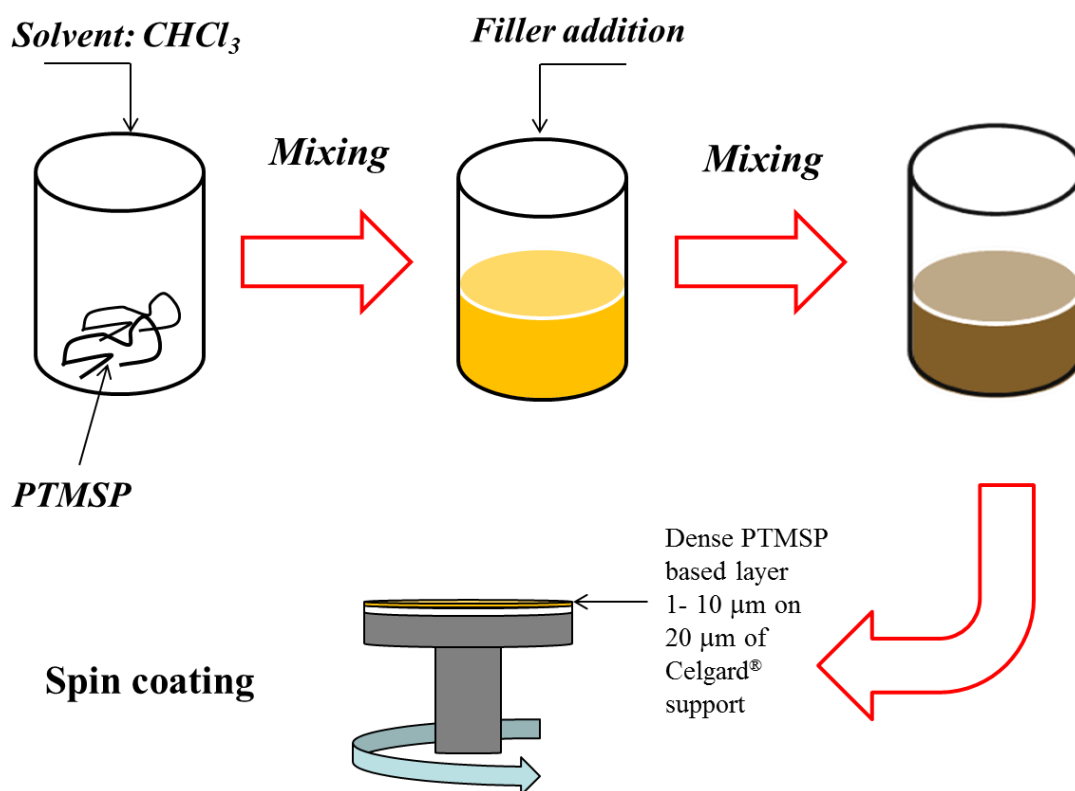 Solvent: CHCl₃
Filler addition
Mixing
Mixing
PTMSP
Dense PTMSP
based layer
1- 10 μm on
20 μm of
Celgard®
support
Spin coating